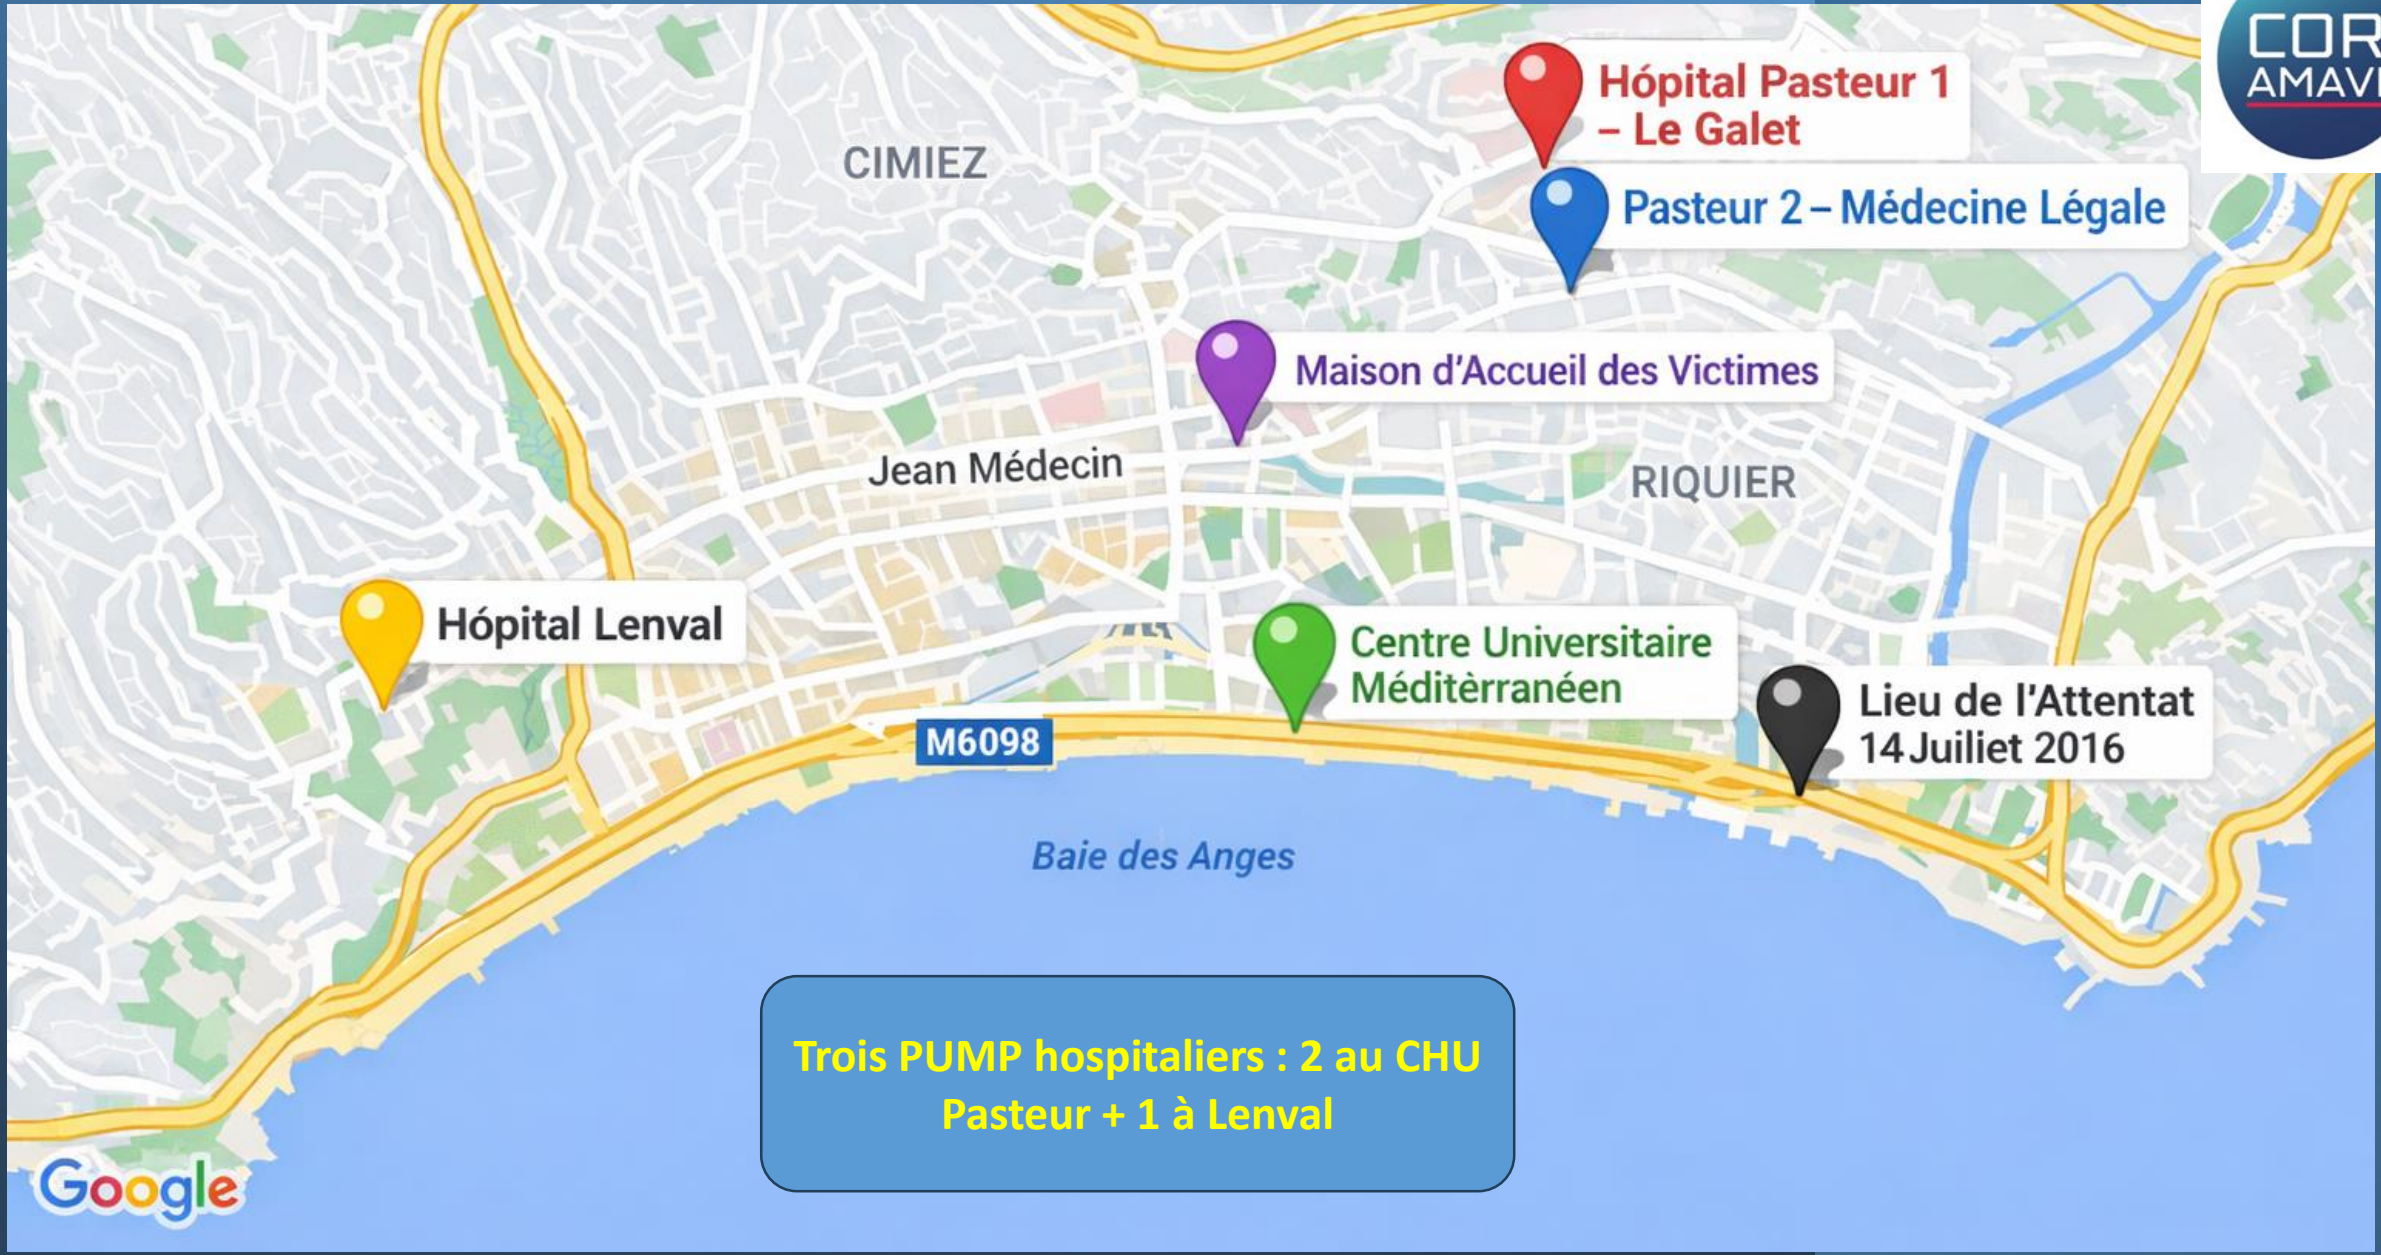 COR
AMAVI
Hópital Pasteur 1
– Le Galet
CIMIEZ
Pasteur 2 – Médecine Légale
Maison d'Accueil des Victimes
Jean Médecin
RIQUIER
Hópital Lenval
Centre Universitaire
Méditèrranéen
Lieu de l'Attentat
14 Juiliet 2016
M6098
Baie des Anges
Trois PUMP hospitaliers : 2 au CHU
Pasteur + 1 à Lenval
Google